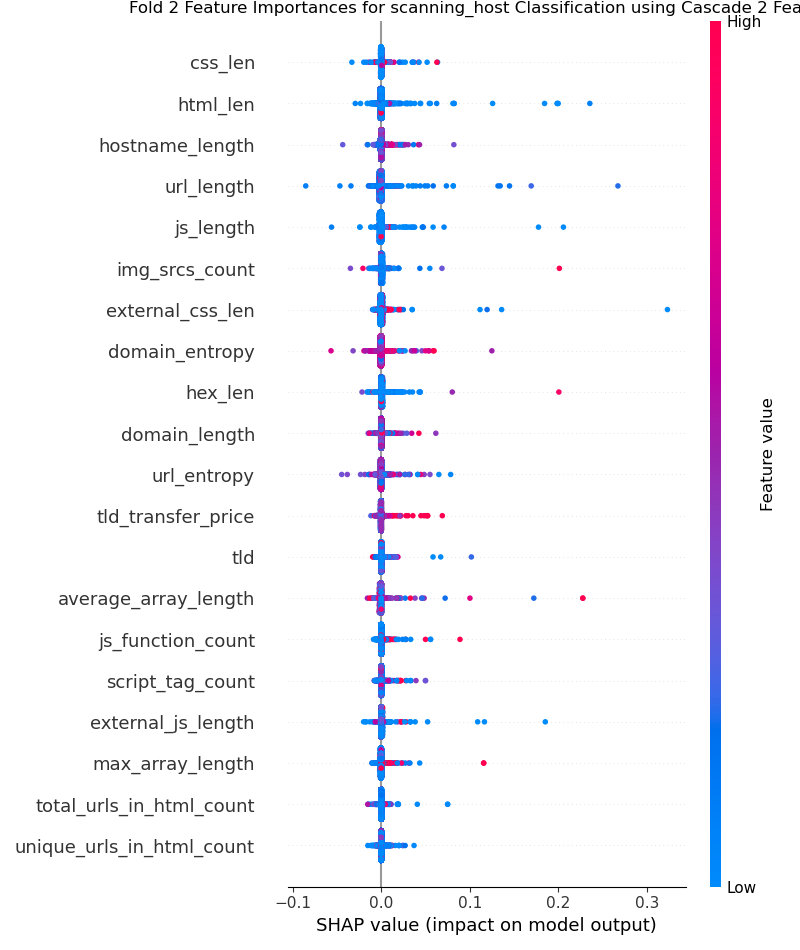 Fold 2 Feature Importances for scanning_host Classification using Cascade 2 Fea
High
css_len
html_len
hostname_length
url_length
js_length
img_srcs_count
external_css_len
domain_entropy
hex_len
domain_length
url_entropy
tld_transfer_price
tld
average_array_length
js_function_count
script_tag_count
external_js_length
max_array_length
total_urls_in_html_count
unique_urls_in_html_count
Feature value
Low
−0.1 0.0 0.1 0.2 0.3
SHAP value (impact on model output)